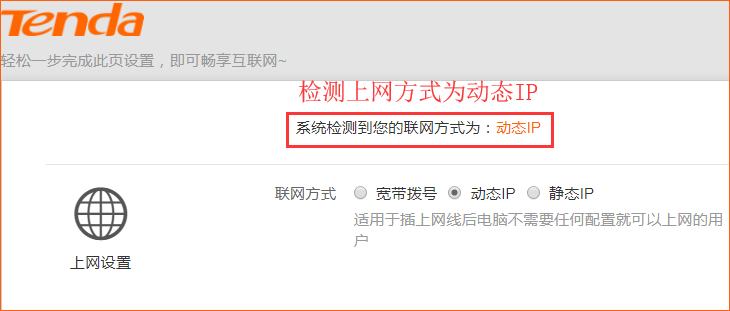 Tenda
轻松一步完成此页设置，即可畅享互联网~
检测上网方式为动态IP
系统检测到您的联网方式为：动态IP
联网方式 宽带拨号 动态IP 静态IP
适用于插上网线后电脑不需要任何配置就可以上网的用
户
上网设置